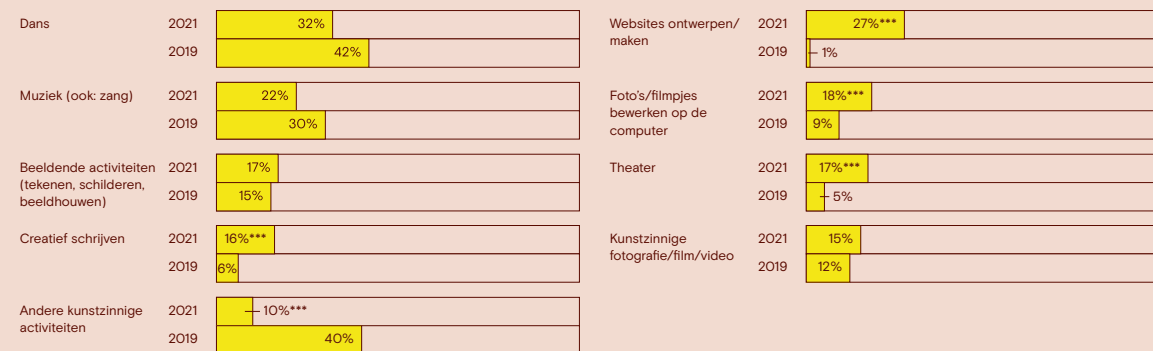 Dans 2021 32%
2019 42%
Muziek (ook: zang) 2021 22%
2019 30%
Beeldende activiteiten 2021 17%
(tekenen, schilderen, 2019 15%
beeldhouwen)
Creatief schrijven 2021 16%***
2019 6%
Andere kunstzinnige 2021 10%***
activiteiten
2019 40%
Websites ontwerpen/ 2021 27%***
maken 2019 1%
Foto's/filmpjes 2021 18%***
bewerken op de
computer 2019 9%
Theater 2021 17%***
2019 5%
Kunstzinnige 2021 15%
fotografie/film/video 2019 12%